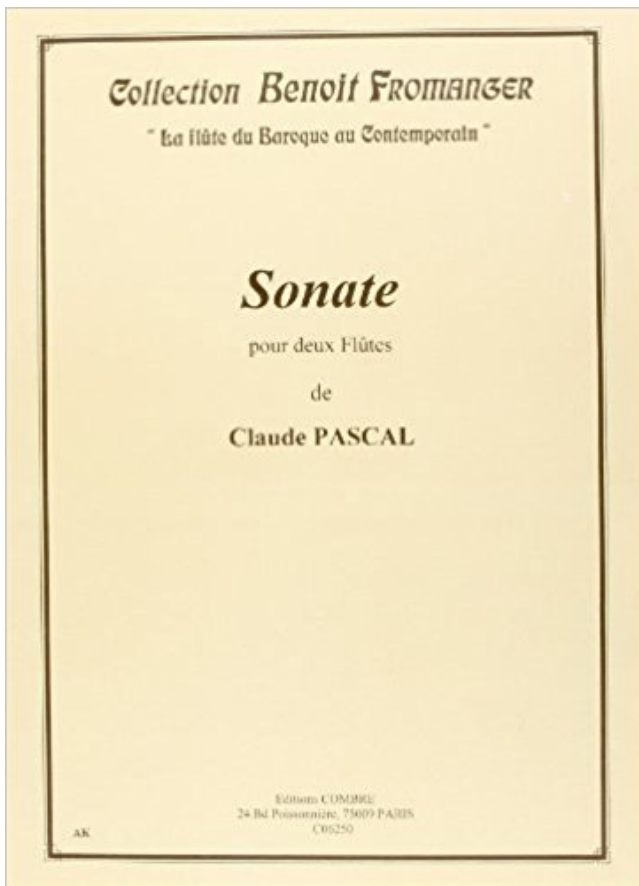 Collection Benoit FROMANGER
" La flûte du Baroque au Contemporain "
Sonate
pour deux Flûtes
de
Claude PASCAL
Editions COMBRE
24 Bd Poissonnière, 75009 PARIS
C06250
AK